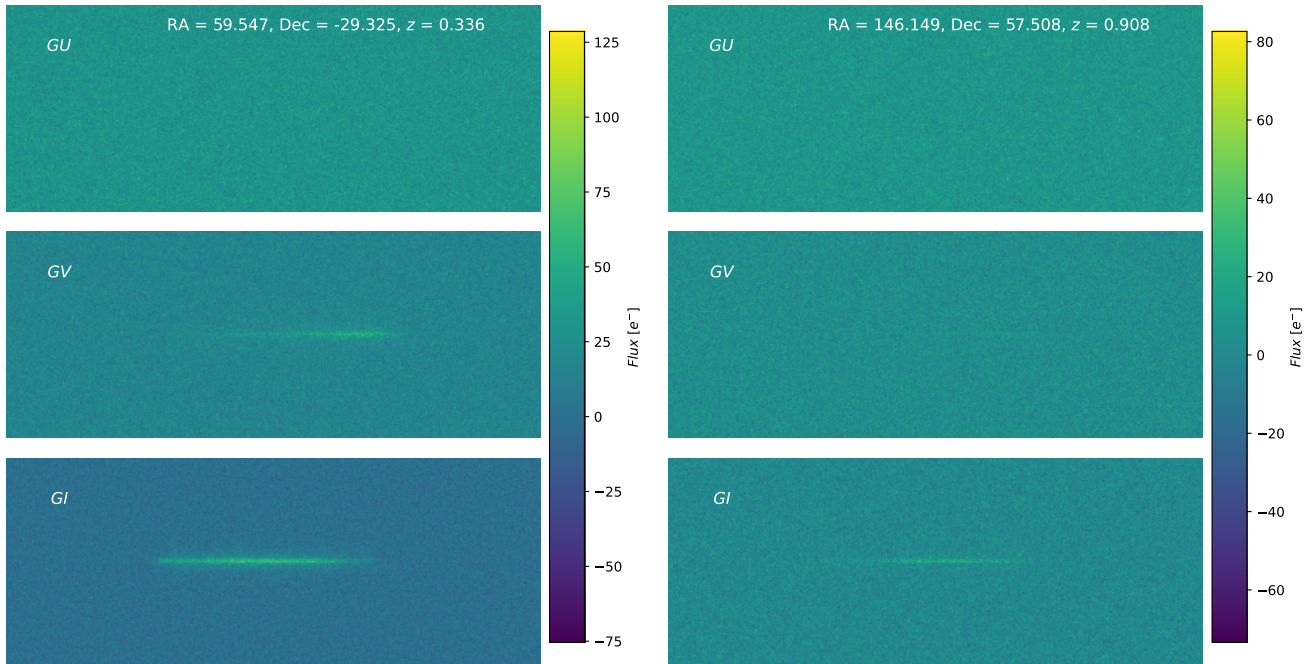 RA = 59.547, Dec = -29.325, z = 0.336
GU
GV
GI
125
100
75
50
25
0
−25
−50
−75
Flux [e⁻]
RA = 146.149, Dec = 57.508, z = 0.908
GU
GV
GI
80
60
40
20
0
−20
−40
−60
Flux [e⁻]